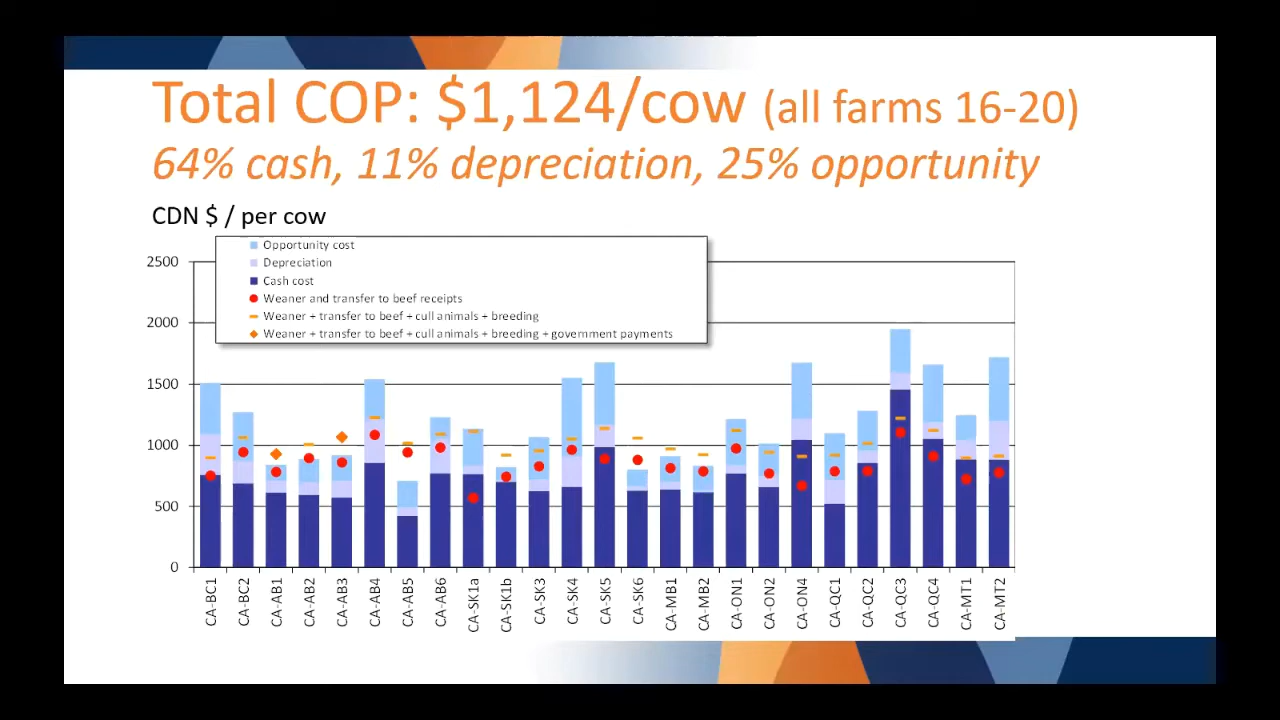 Total COP: $1,124/cow (all farms 16-20)
64% cash, 11% depreciation, 25% opportunity
CDN $ / per cow
Opportunity cost
Depreciation
Cash cost
Weaner and transfer to beef receipts
Weaner + transfer to beef + cull animals + breeding
Weaner + transfer to beef + cull animals + breeding + government payments
2500
2000
1500
1000
500
0
CA-BC1
CA-BC2
CA-AB1
CA-AB2
CA-AB3
CA-AB4
CA-AB5
CA-AB6
CA-SK1a
CA-SK1b
CA-SK3
CA-SK4
CA-SK5
CA-SK6
CA-MB1
CA-MB2
CA-ON1
CA-ON2
CA-ON4
CA-QC1
CA-QC2
CA-QC3
CA-QC4
CA-MT1
CA-MT2